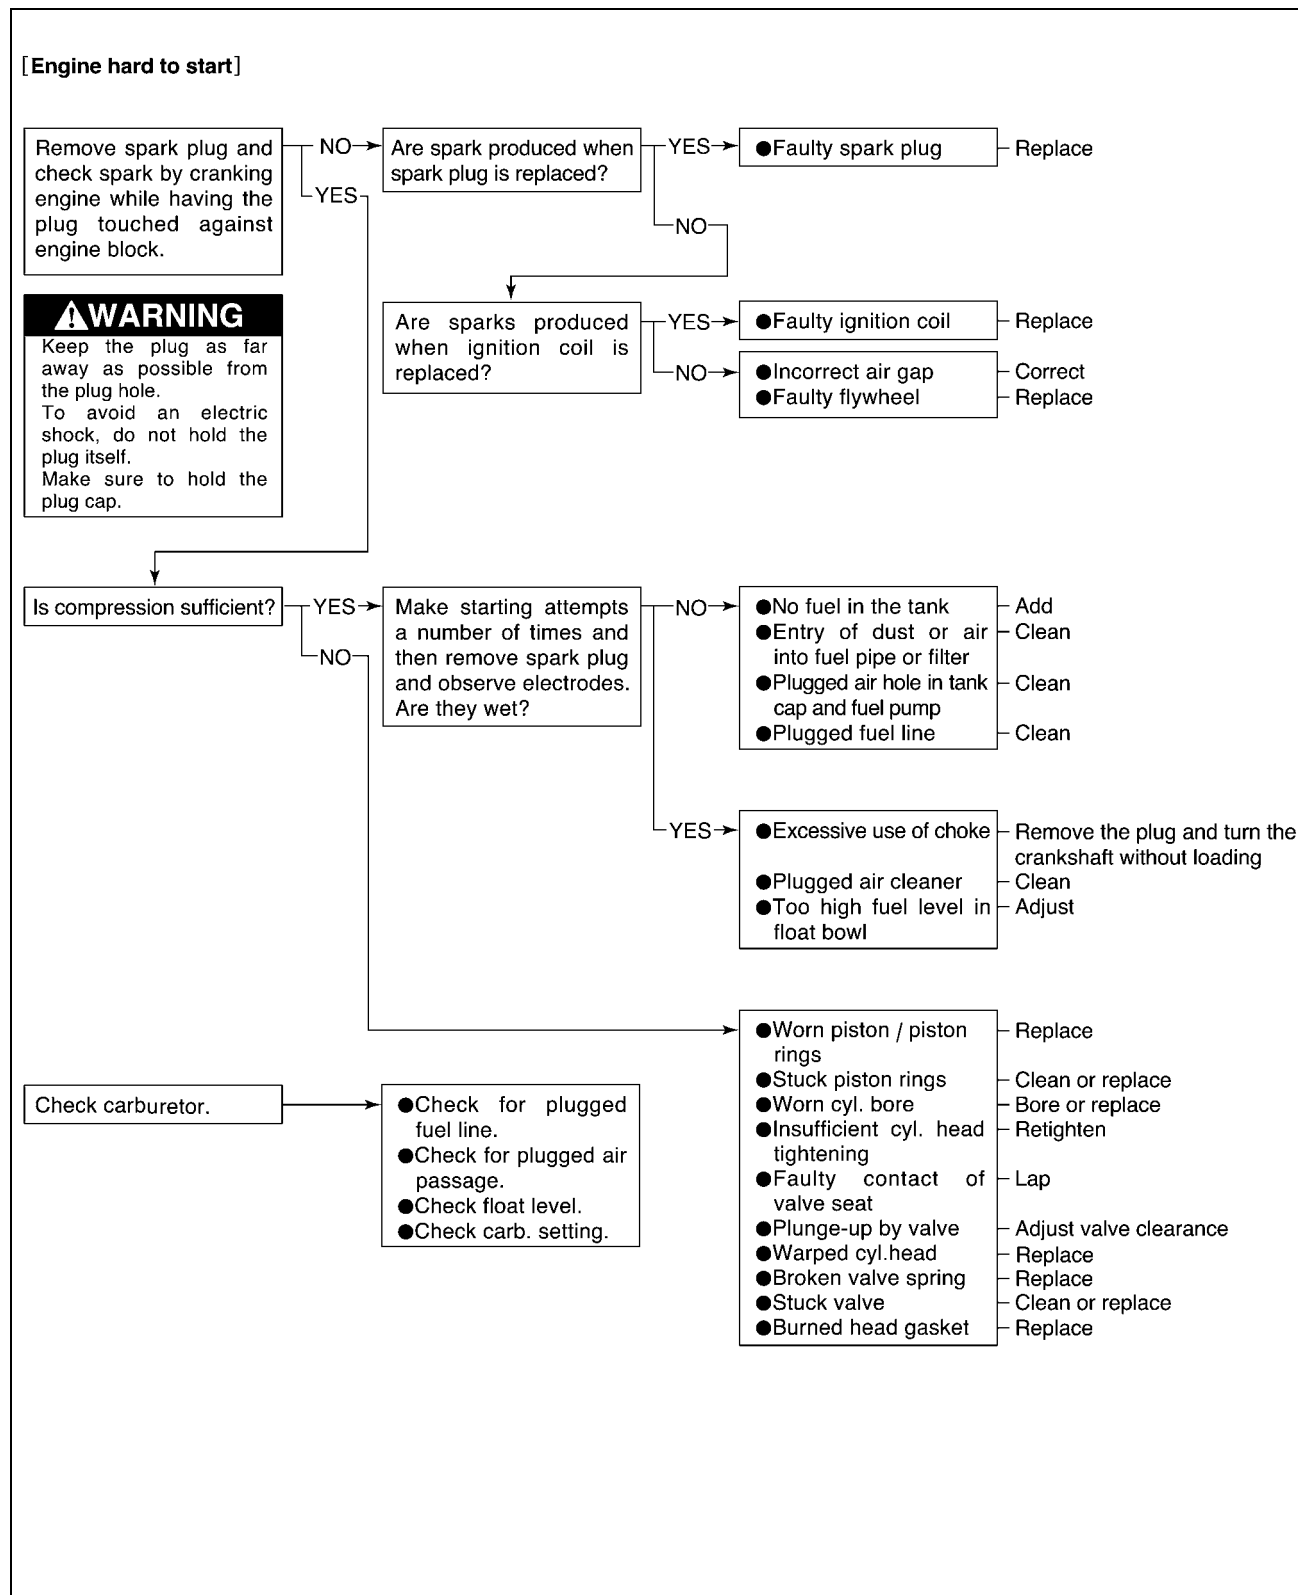 [Engine hard to start]
Remove spark plug and
check spark by cranking
engine while having the
plug touched against
engine block.
NO
YES
Are spark produced when
spark plug is replaced?
YES
NO
●Faulty spark plug
Replace
⚠WARNING
Keep the plug as far
away as possible from
the plug hole.
To avoid an electric
shock, do not hold the
plug itself.
Make sure to hold the
plug cap.
Are sparks produced
when ignition coil is
replaced?
YES
NO
●Faulty ignition coil
Replace
●Incorrect air gap
Correct
●Faulty flywheel
Replace
Is compression sufficient?
YES
NO
Make starting attempts
a number of times and
then remove spark plug
and observe electrodes.
Are they wet?
NO
●No fuel in the tank
Add
●Entry of dust or air
into fuel pipe or filter
Clean
●Plugged air hole in tank
cap and fuel pump
Clean
●Plugged fuel line
Clean
YES
●Excessive use of choke
Remove the plug and turn the
crankshaft without loading
●Plugged air cleaner
Clean
●Too high fuel level in
float bowl
Adjust
●Worn piston / piston
rings
Replace
●Stuck piston rings
Clean or replace
●Worn cyl. bore
Bore or replace
●Insufficient cyl. head
tightening
Retighten
●Faulty contact of
valve seat
Lap
●Plunge-up by valve
Adjust valve clearance
●Warped cyl.head
Replace
●Broken valve spring
Replace
●Stuck valve
Clean or replace
●Burned head gasket
Replace
Check carburetor.
●Check for plugged
fuel line.
●Check for plugged air
passage.
●Check float level.
●Check carb. setting.